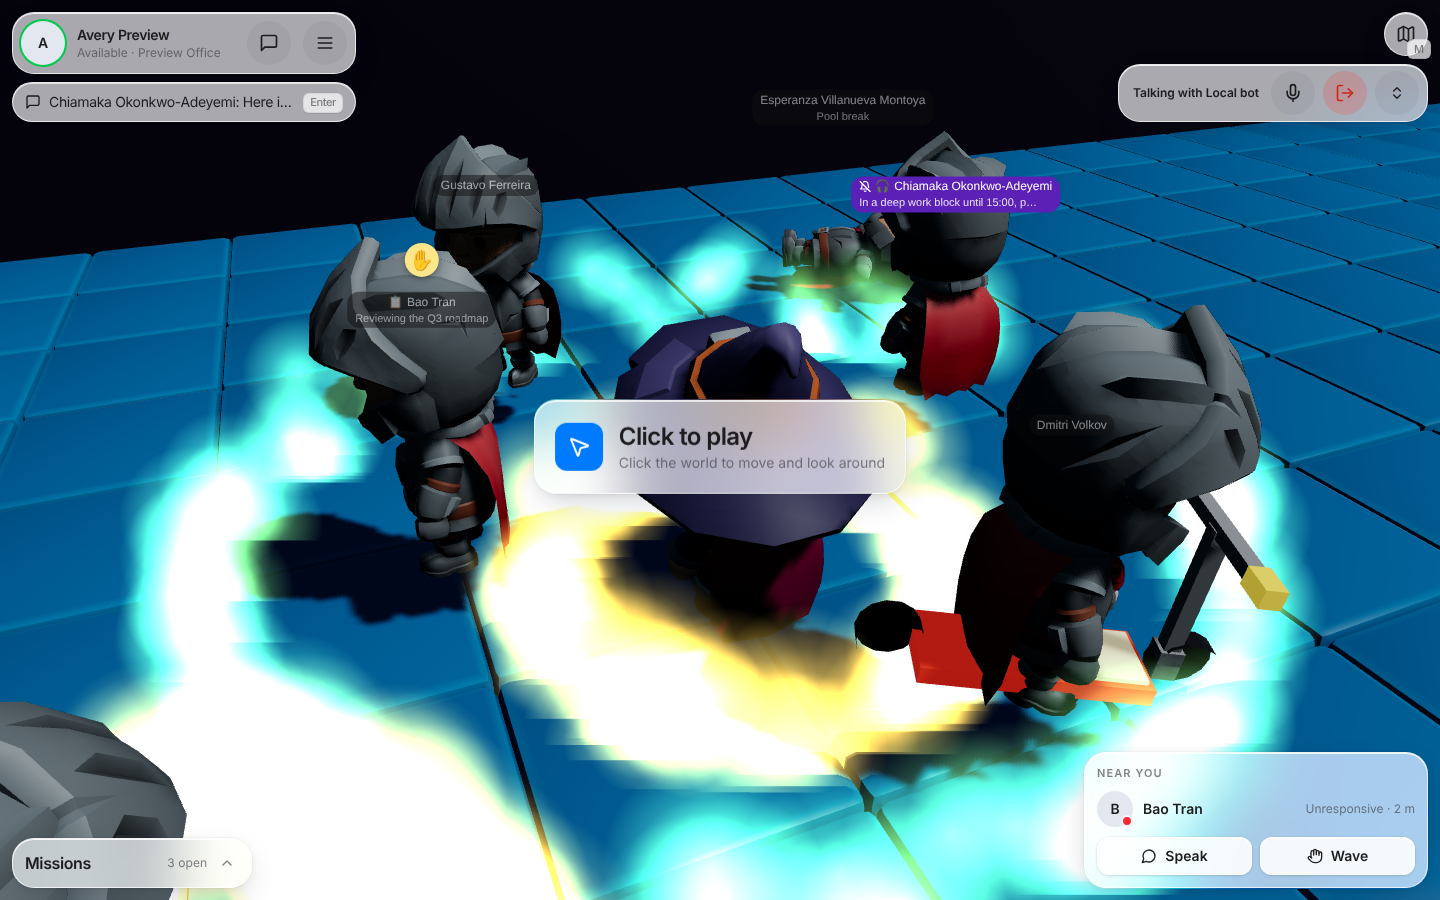 A
Avery Preview
Available · Preview Office
Chiamaka Okonkwo-Adeyemi: Here i...
Enter
M
Talking with Local bot
Esperanza Villanueva Montoya
Pool break
Gustavo Ferreira
Chiamaka Okonkwo-Adeyemi
In a deep work block until 15:00, p...
Bao Tran
Reviewing the Q3 roadmap
Dmitri Volkov
Click to play
Click the world to move and look around
NEAR YOU
B
Bao Tran
Unresponsive · 2 m
Speak
Wave
Missions
3 open